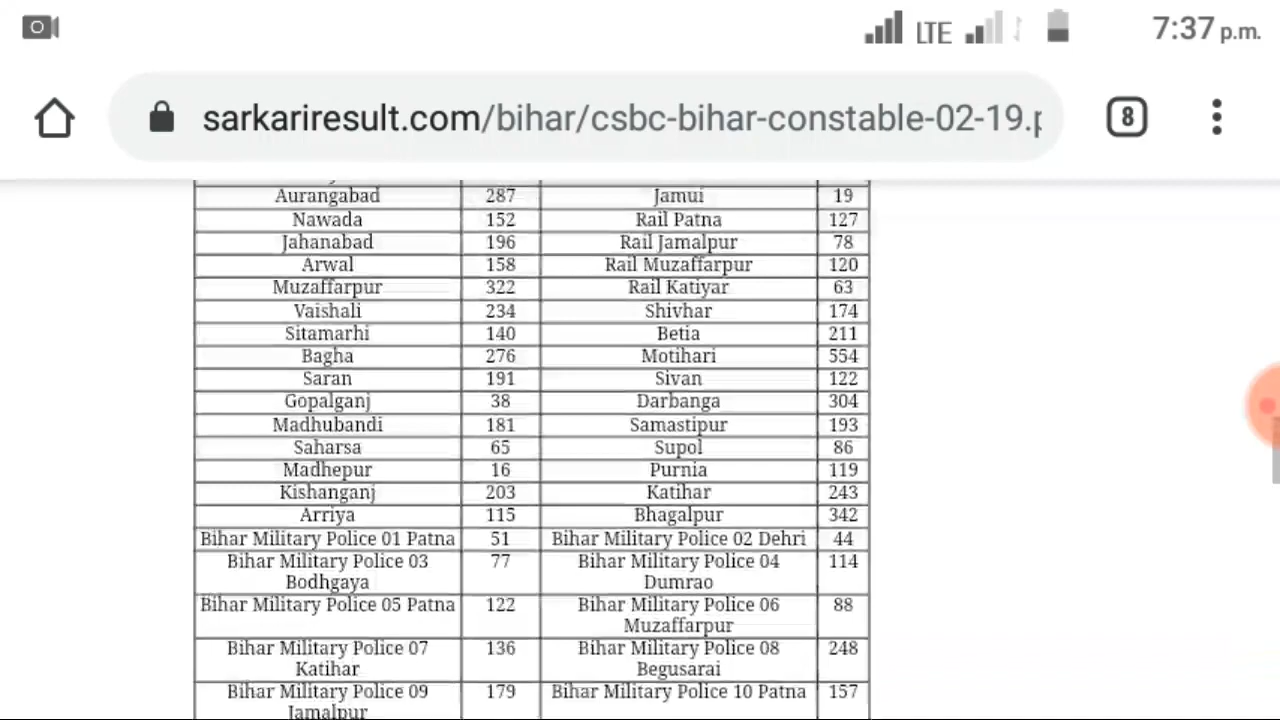 LTE 7:37 p.m.
sarkariresult.com/bihar/csbc-bihar-constable-02-19.p 8
Aurangabad 287 Jamui 19
Nawada 152 Rail Patna 127
Jahanabad 196 Rail Jamalpur 78
Arwal 158 Rail Muzaffarpur 120
Muzaffarpur 322 Rail Katiyar 63
Vaishali 234 Shivhar 174
Sitamarhi 140 Betia 211
Bagha 276 Motihari 554
Saran 191 Sivan 122
Gopalganj 38 Darbanga 304
Madhubandi 181 Samastipur 193
Saharsa 65 Supol 86
Madhepur 16 Purnia 119
Kishanganj 203 Katihar 243
Arriya 115 Bhagalpur 342
Bihar Military Police 01 Patna 51 Bihar Military Police 02 Dehri 44
Bihar Military Police 03 77 Bihar Military Police 04 114
Bodhgaya Dumrao
Bihar Military Police 05 Patna 122 Bihar Military Police 06 88
Muzaffarpur
Bihar Military Police 07 136 Bihar Military Police 08 248
Katihar Begusarai
Bihar Military Police 09 179 Bihar Military Police 10 Patna 157
Jamalpur